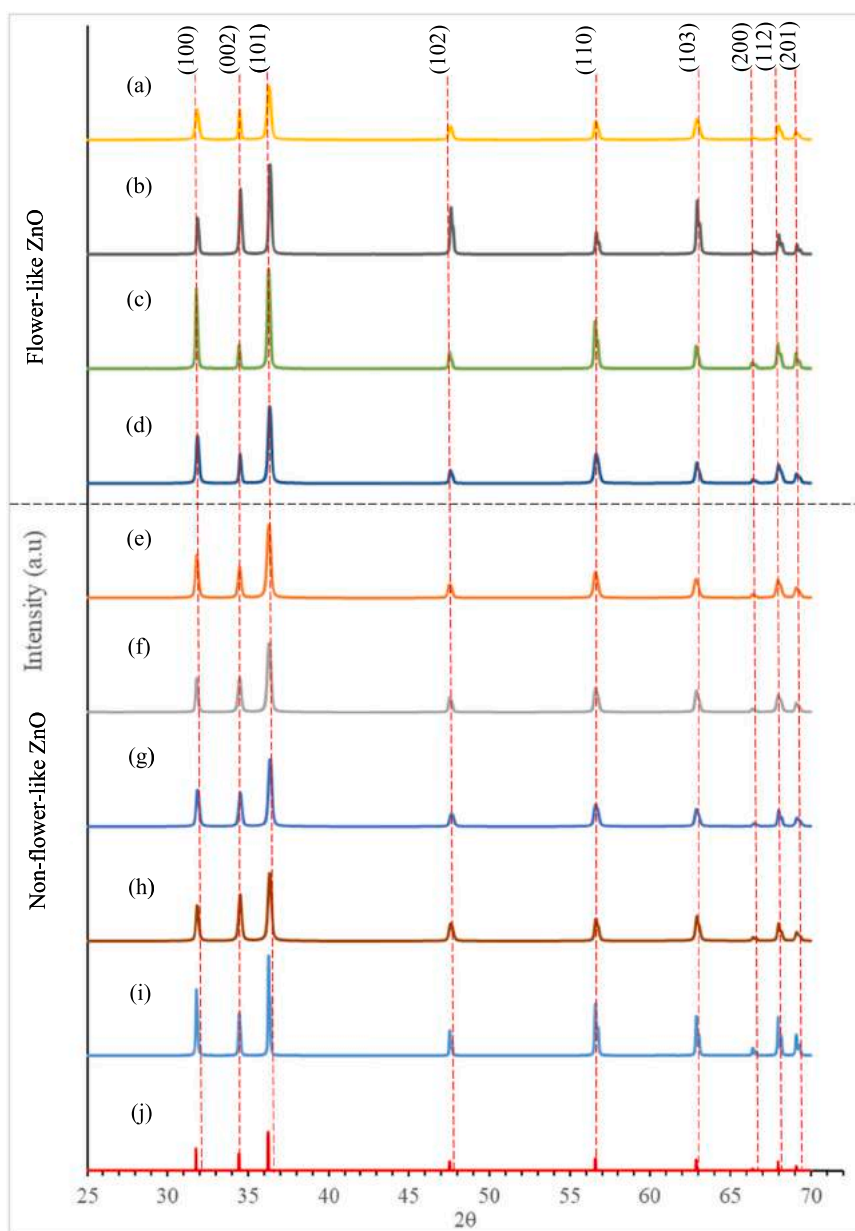 (100)
(002)
(101)
(102)
(110)
(103)
(200)
(112)
(201)
(a)
(b)
Flower-like ZnO
(c)
(d)
(e)
Intensity (a.u)
(f)
(g)
Non-flower-like ZnO
(h)
(i)
(j)
25 30 35 40 45 50 55 60 65 70
2θ